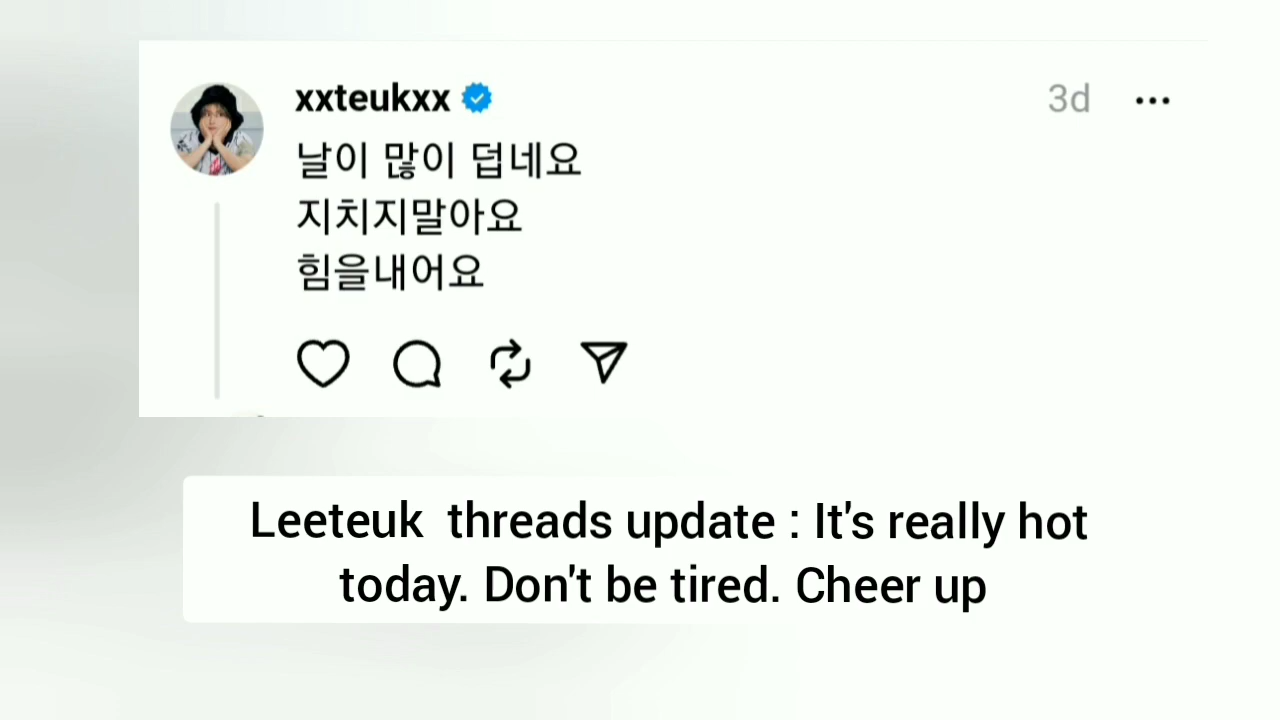 xxteukxx
3d
날이 많이 덥네요
지치지말아요
힘을내어요
Leeteuk threads update : It's really hot
today. Don't be tired. Cheer up